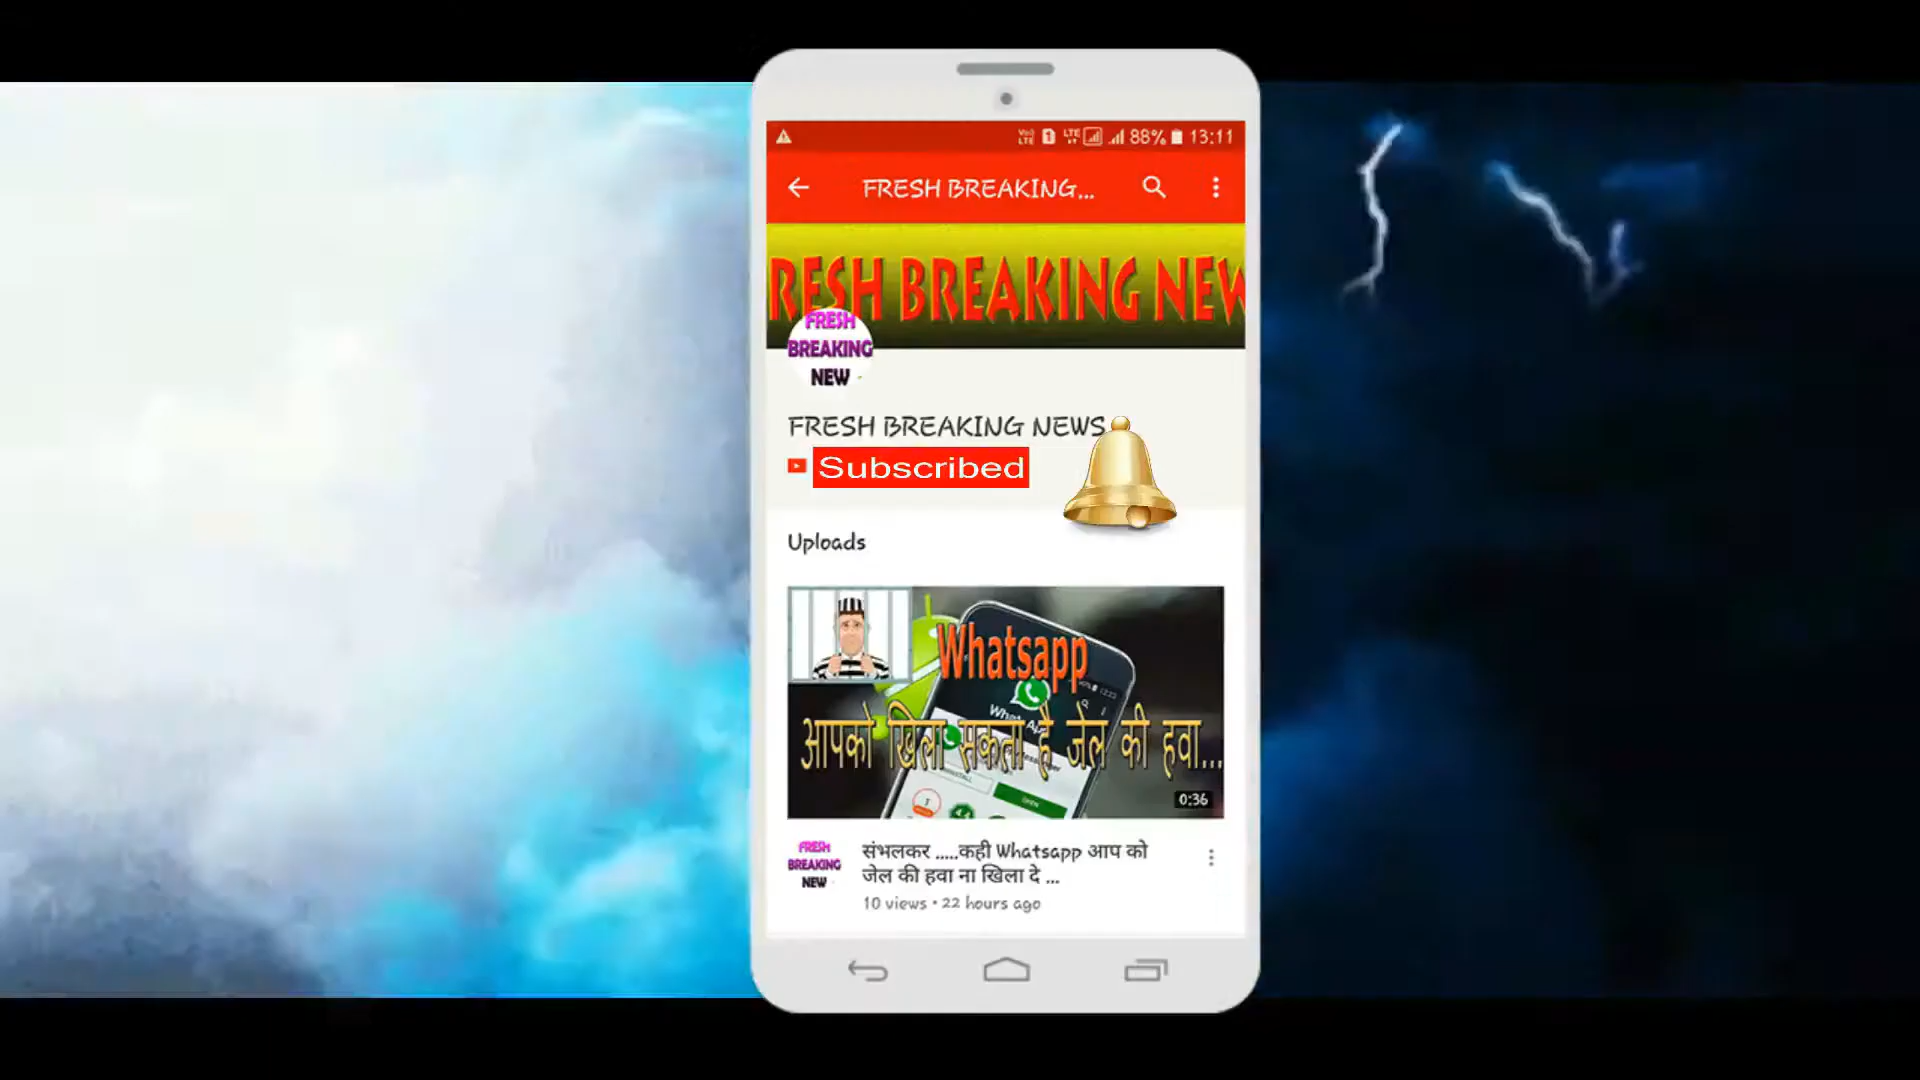 88% 13:11
FRESH BREAKING...
RESH BREAKING NEW
FRESH
BREAKING
NEW
FRESH BREAKING NEWS
Subscribed
Uploads
Whatsapp
आपको खिला सकता है जेल की हवा...
0:36
FRESH
BREAKING
NEW
संभलकर .....कही Whatsapp आप को
जेल की हवा ना खिला दे ...
10 views • 22 hours ago